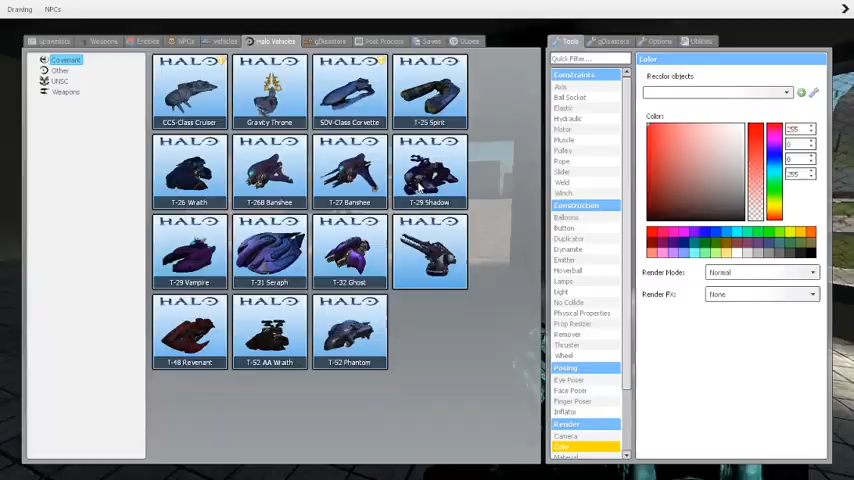 Drawing NPCs
Spawnlists Weapons Entities NPCs Vehicles Halo Vehicles gDisasters Post Process Saves Dupes
Tools gDisasters Options Utilities
Covenant
Other
UNSC
Weapons
HALO HALO HALO HALO
CCS-Class Cruiser Gravity Throne SDV-Class Corvette T-25 Spirit
HALO HALO HALO HALO
T-26 Wraith T-26B Banshee T-27 Banshee T-29 Shadow
HALO HALO HALO HALO
T-29 Vampire T-31 Seraph T-32 Ghost
HALO HALO HALO
T-48 Revenant T-52 AA Wraith T-52 Phantom
Quick Filter...
Constraints
Axis
Ball Socket
Elastic
Hydraulic
Motor
Muscle
Pulley
Rope
Slider
Weld
Winch
Construction
Balloons
Button
Duplicator
Dynamite
Emitter
Hoverball
Lamps
Light
No Collide
Physical Properties
Prop Resizer
Remover
Thruster
Wheel
Posing
Eye Poser
Face Poser
Finger Poser
Inflator
Render
Camera
Color
Material
Color
Recolor objects
Color:
255
0
0
255
Render Mode: Normal
Render FX: None